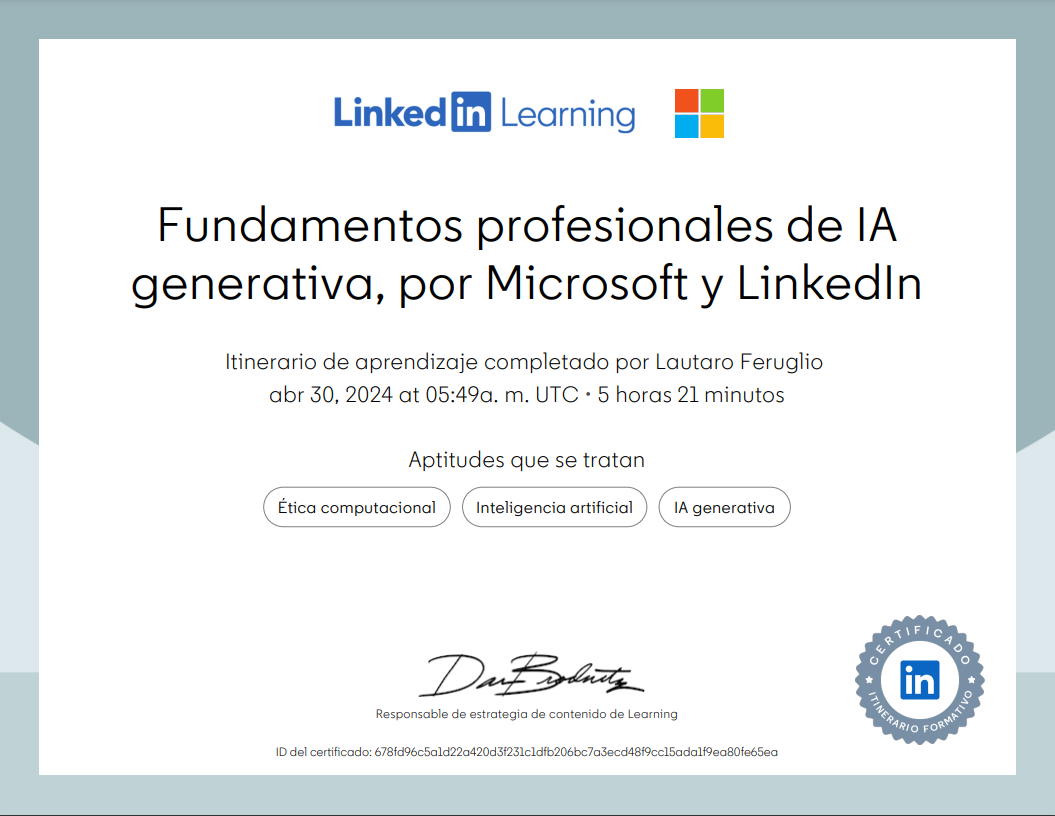 LinkedIn Learning
Fundamentos profesionales de IA
generativa, por Microsoft y LinkedIn
Itinerario de aprendizaje completado por Lautaro Feruglio
abr 30, 2024 at 05:49a. m. UTC • 5 horas 21 minutos
Aptitudes que se tratan
Ética computacional
Inteligencia artificial
IA generativa
Dan Brodnitz
Responsable de estrategia de contenido de Learning
ID del certificado: 678fd96c5a1d22a420d3f231c1dfb206bc7a3ecd48f9cc15ada1f9ea80fe65ea
CERTIFICADO
in
ITINERARIO FORMATIVO